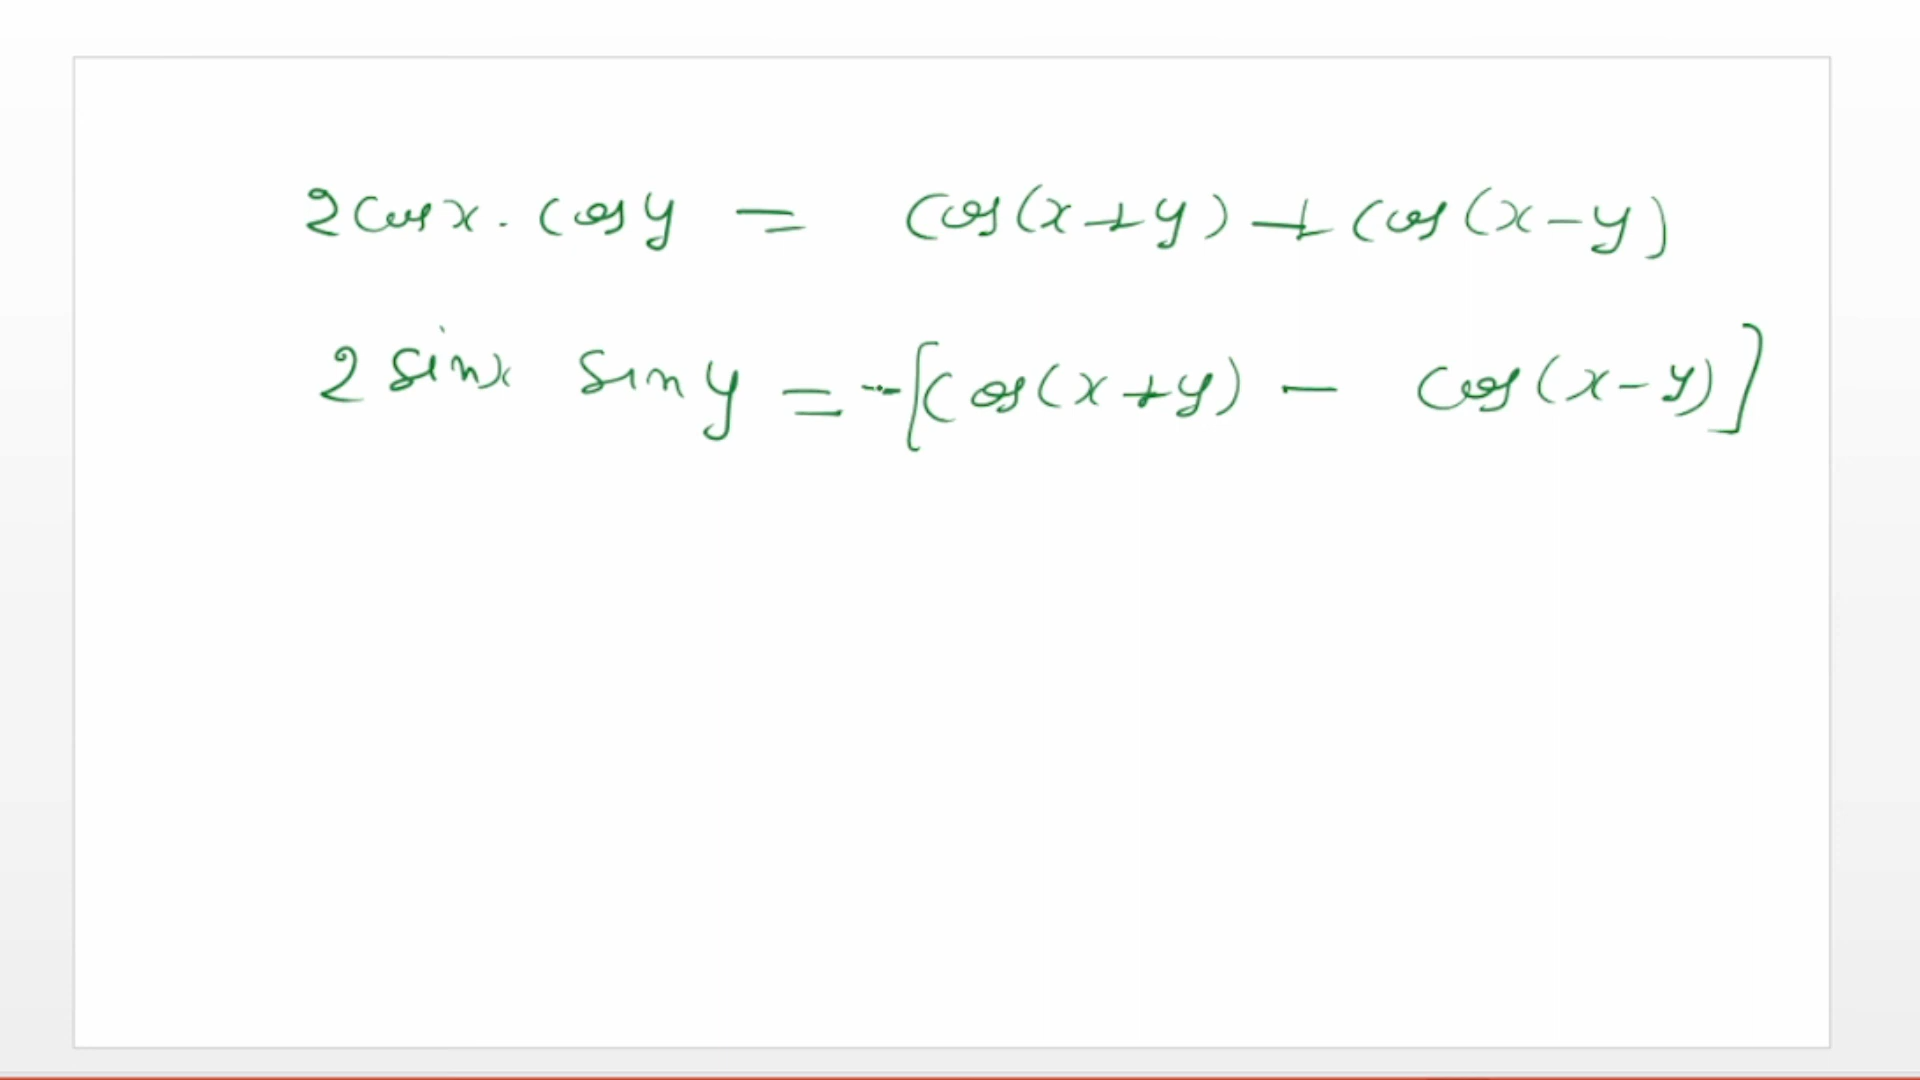 2cosx . cosy = cos(x+y) + cos(x-y)
2 sinx siny = -[cos(x+y) - cos(x-y)]